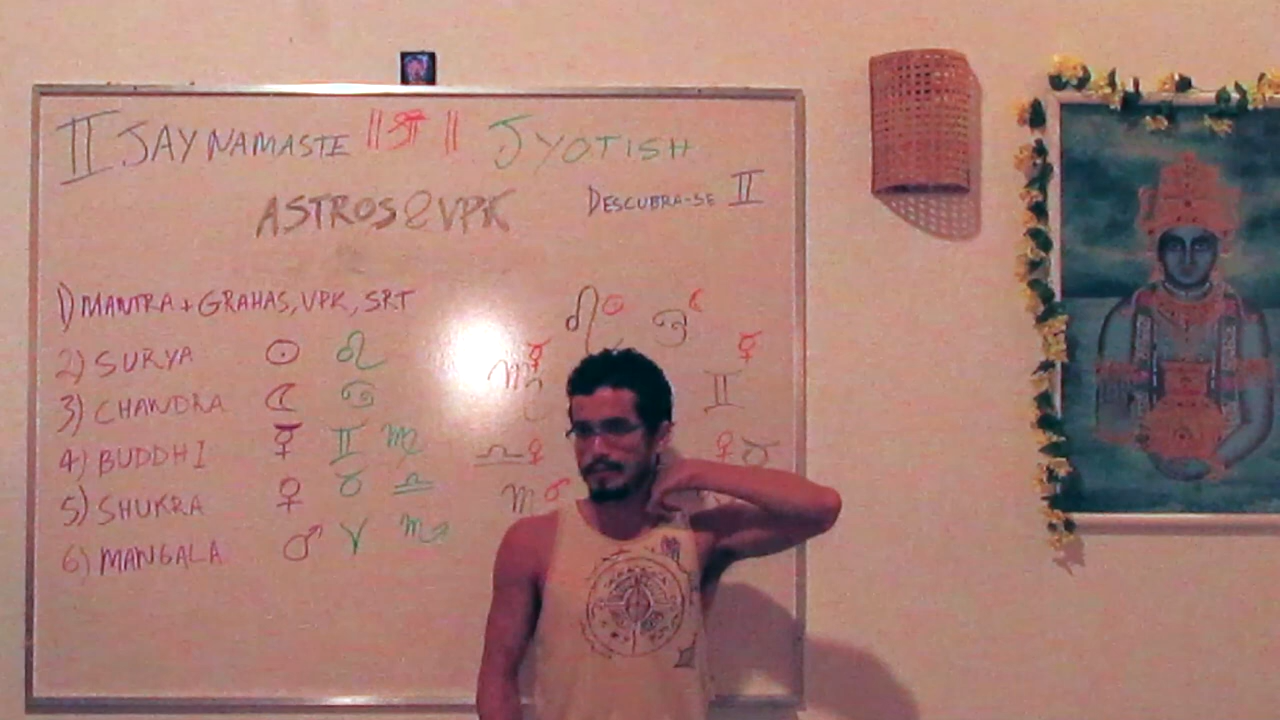 II JAY NAMASTE ॥ श्री ॥ JYOTISH
ASTROS & VPK DESCUBRA-SE II
1) MANTRA + GRAHAS, VPK, SRT
2) SURYA ☉ ♌
3) CHANDRA ☾ ♋
4) BUDDHI ☿ ♊ ♍
5) SHUKRA ♀ ♉ ♎
6) MANGALA ♂ ♈ ♏
♌ ☉ ♋ ☾
♍ ☿ ☿ ♊
♎ ♀ ♀ ♉
♏ ♂